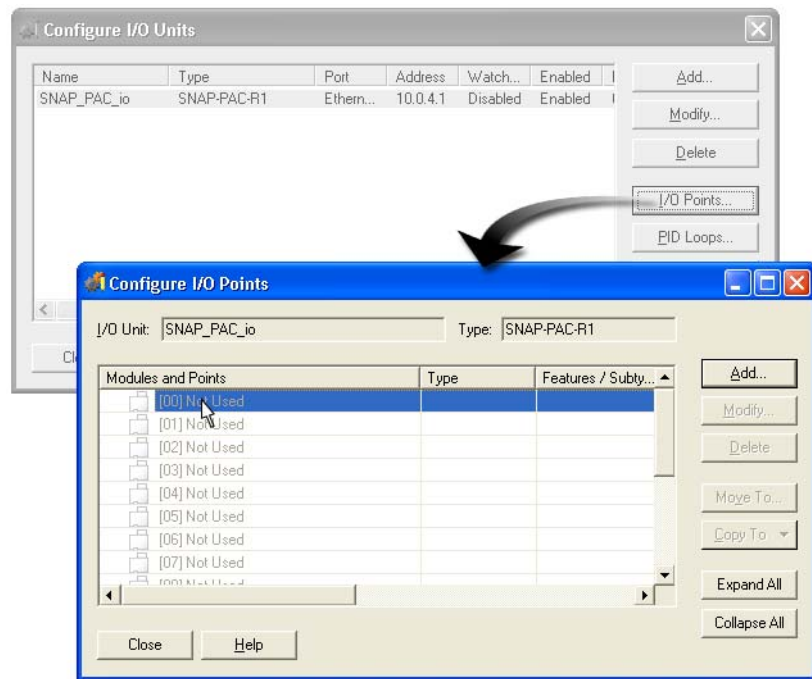 Configure I/O Units
Name Type Port Address Watch... Enabled
SNAP_PAC_io SNAP-PAC-R1 Ethern... 10.0.4.1 Disabled Enabled
Add...
Modify...
Delete
I/O Points...
PID Loops...
Configure I/O Points
I/O Unit: SNAP_PAC_io Type: SNAP-PAC-R1
Modules and Points Type Features / Subty...
[00] Not Used
[01] Not Used
[02] Not Used
[03] Not Used
[04] Not Used
[05] Not Used
[06] Not Used
[07] Not Used
Add...
Modify...
Delete
Move To...
Copy To
Expand All
Collapse All
Close Help